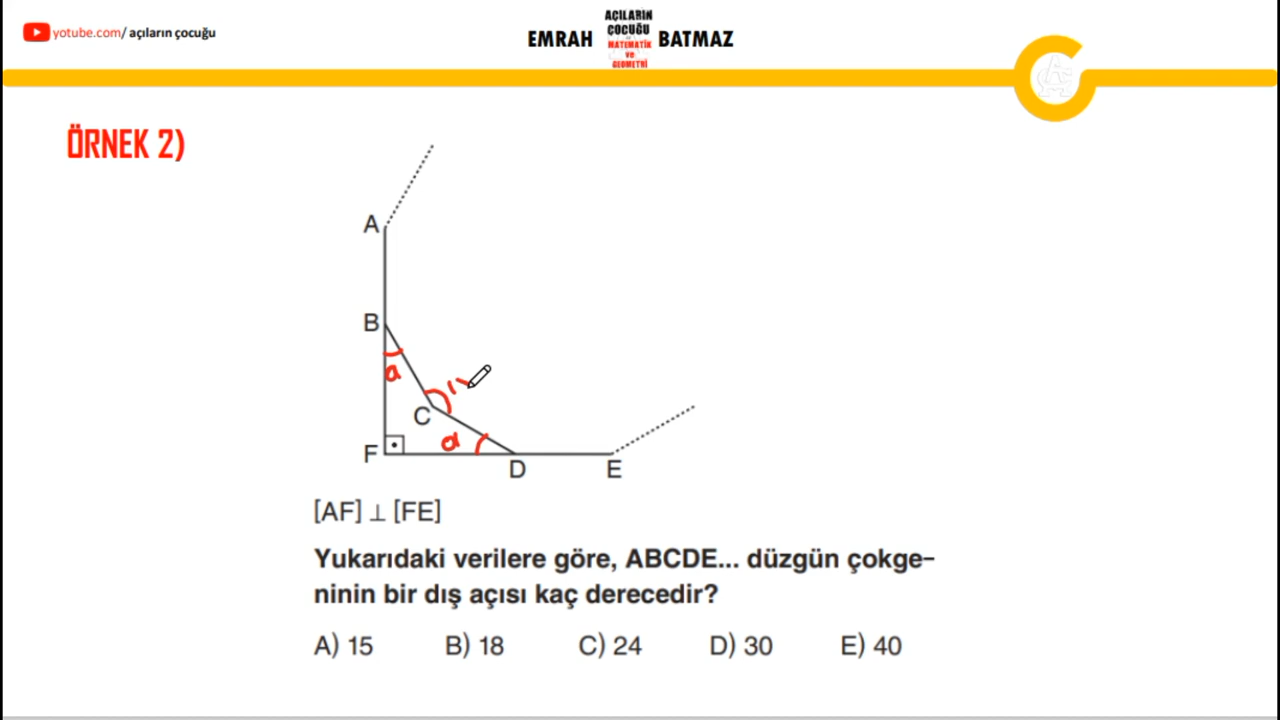 yotube.com/ açıların çocuğu
EMRAH
AÇILARIN
ÇOCUĞU
MATEMATİK
ve
GEOMETRİ
BATMAZ
ÖRNEK 2)
A
B
a
1
C
a
F
D
E
[AF] ⊥ [FE]
Yukarıdaki verilere göre, ABCDE... düzgün çokge–
ninin bir dış açısı kaç derecedir?
A) 15 B) 18 C) 24 D) 30 E) 40